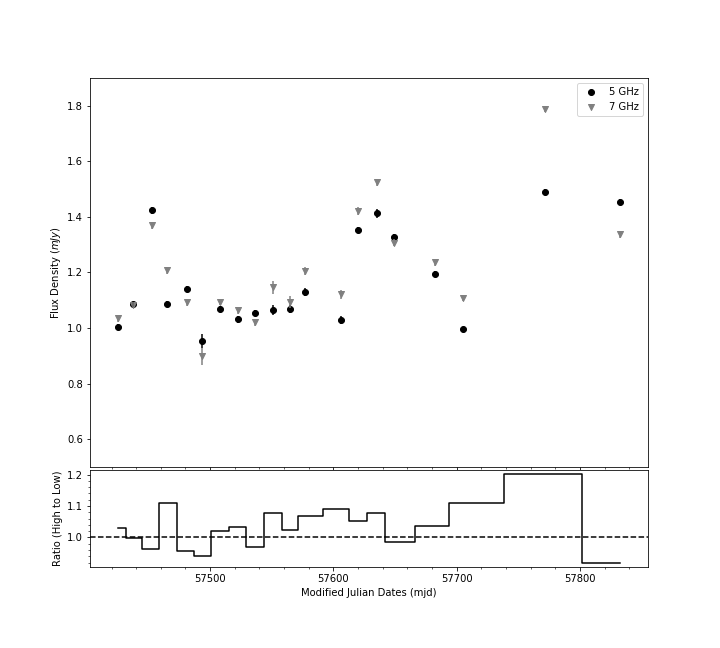 1.8
1.6
1.4
1.2
1.0
0.8
0.6
Flux Density (mJy)
5 GHz
7 GHz
1.2
1.1
1.0
Ratio (High to Low)
57500
57600
57700
57800
Modified Julian Dates (mjd)